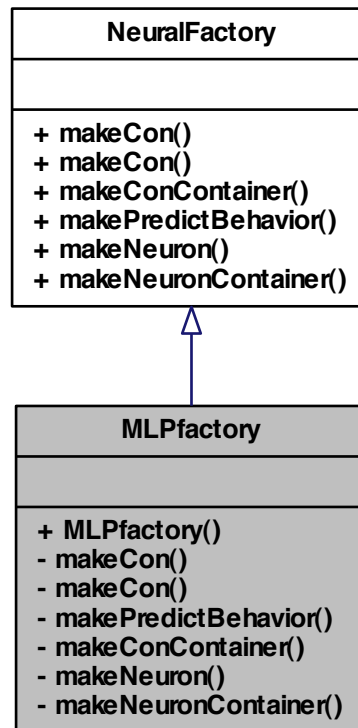 NeuralFactory
+ makeCon()
+ makeCon()
+ makeConContainer()
+ makePredictBehavior()
+ makeNeuron()
+ makeNeuronContainer()
MLPfactory
+ MLPfactory()
- makeCon()
- makeCon()
- makePredictBehavior()
- makeConContainer()
- makeNeuron()
- makeNeuronContainer()